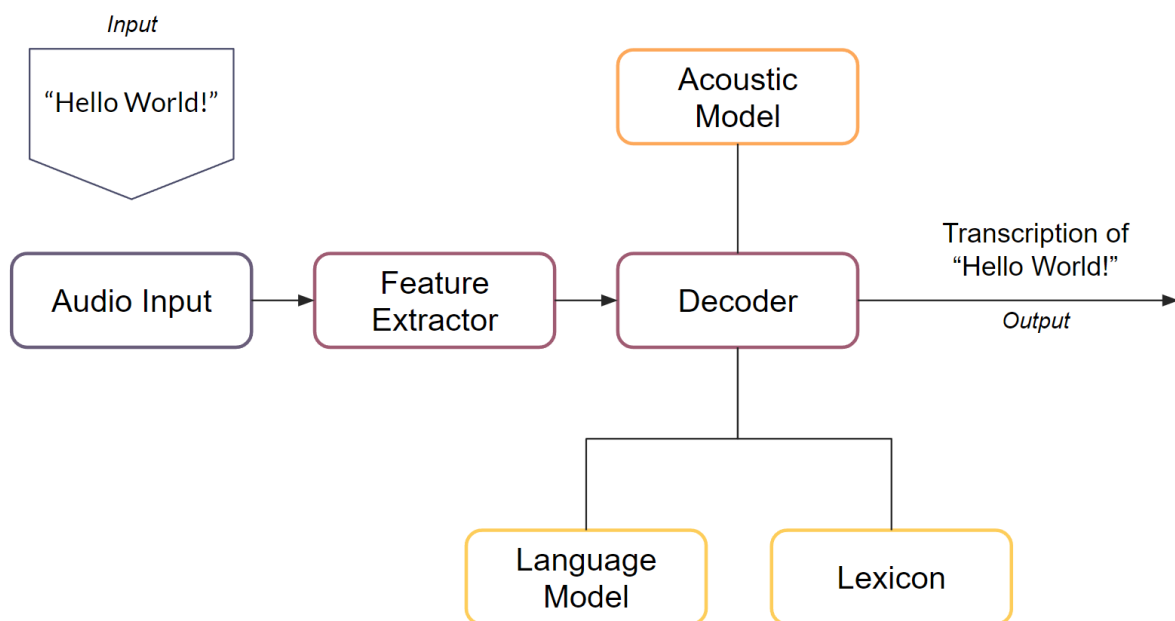 Input
“Hello World!”
Acoustic
Model
Transcription of
“Hello World!”
Audio Input
Feature
Extractor
Decoder
Output
Language
Model
Lexicon